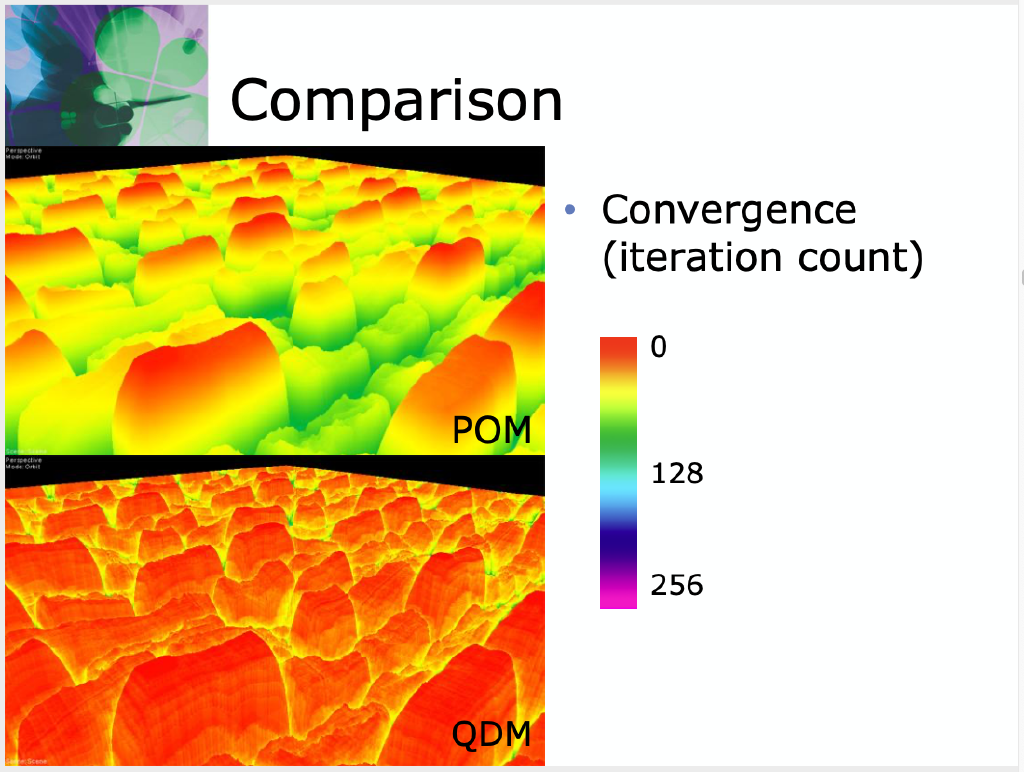 Comparison
Perspective
Mode: Orbit
POM
Perspective
Mode: Orbit
QDM
• Convergence
(iteration count)
0
128
256